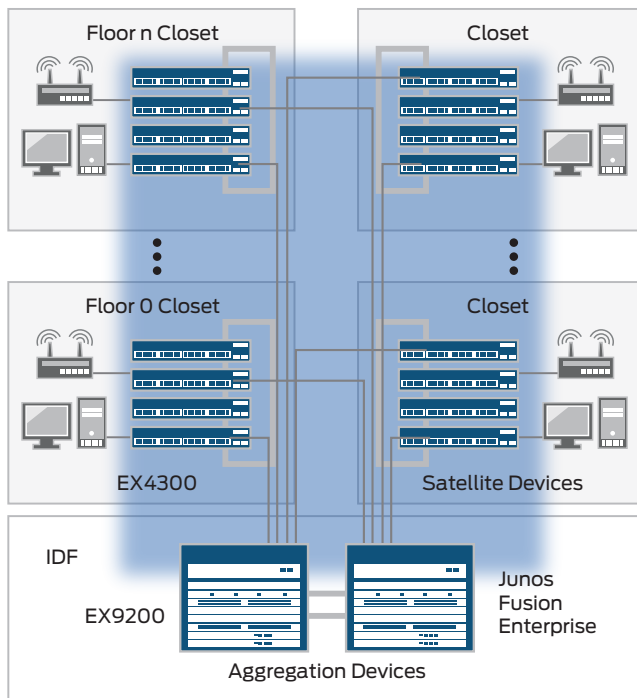 Floor n Closet
Closet
Floor 0 Closet
Closet
EX4300
Satellite Devices
IDF
EX9200
Junos
Fusion
Enterprise
Aggregation Devices